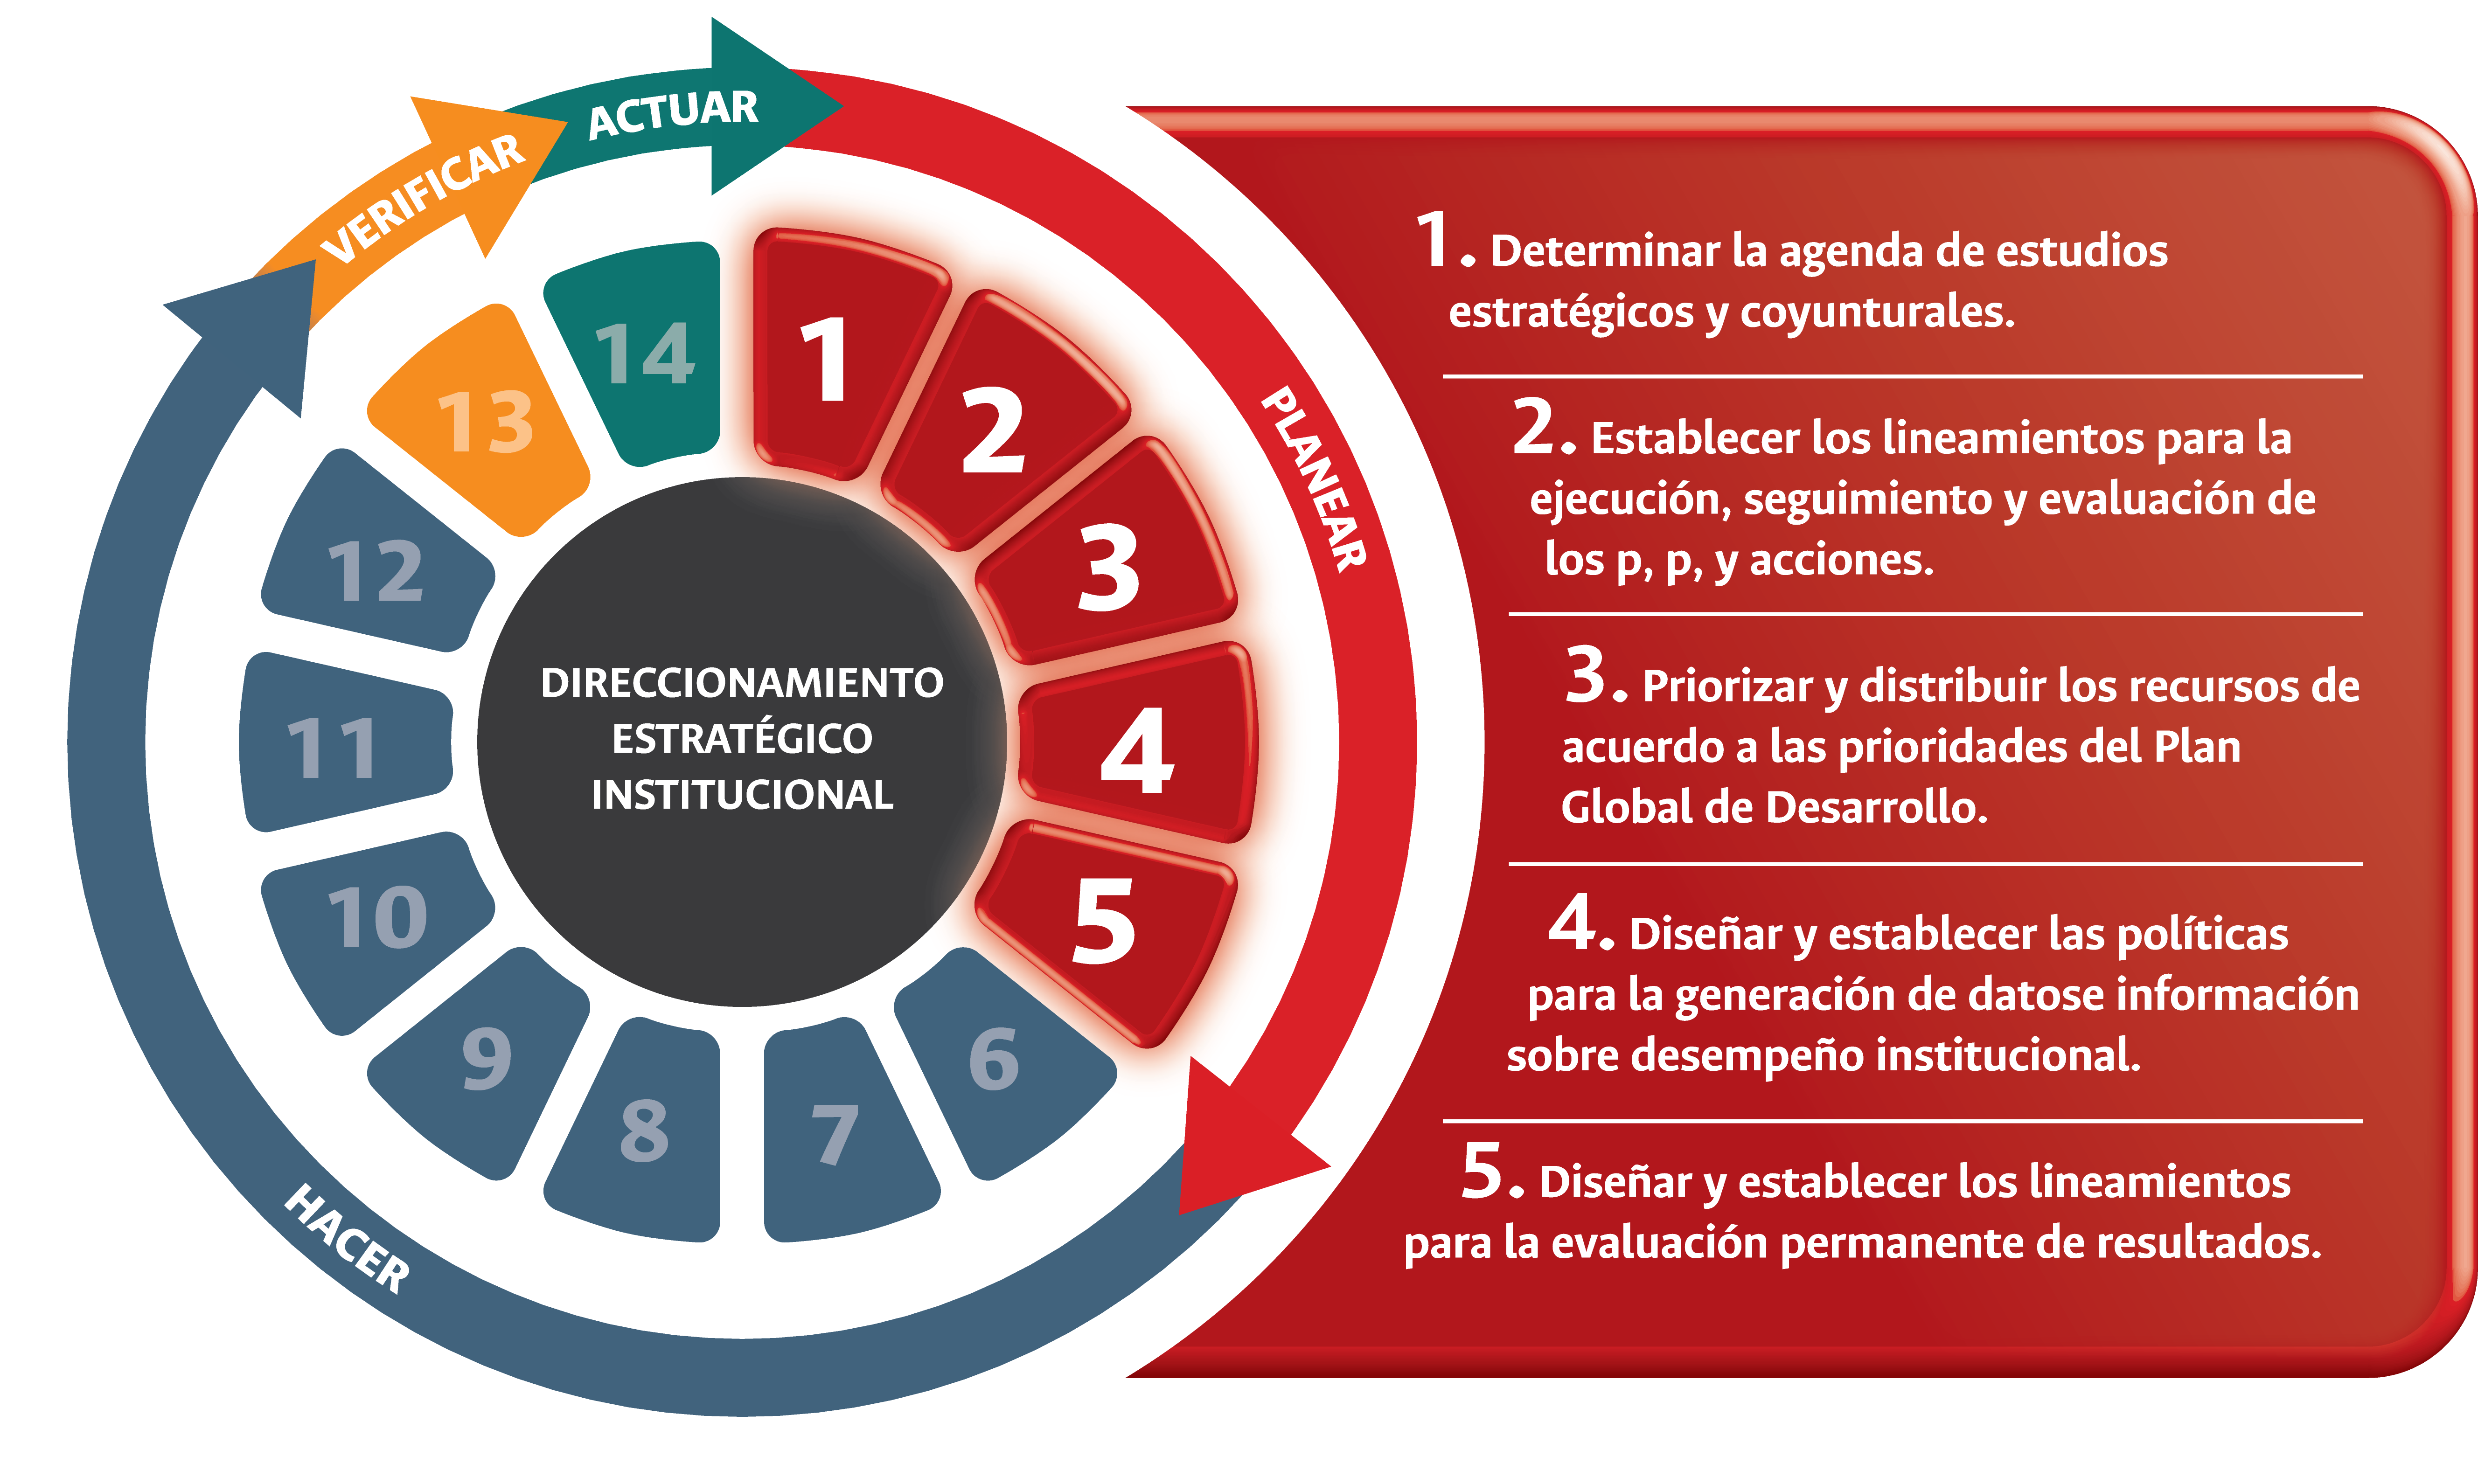 ACTUAR
VERIFICAR
PLANEAR
HACER
1
2
3
4
5
6
7
8
9
10
11
12
13
14
DIRECCIONAMIENTO
ESTRATÉGICO
INSTITUCIONAL
1. Determinar la agenda de estudios
estratégicos y coyunturales.
2. Establecer los lineamientos para la
ejecución, seguimiento y evaluación de
los p, p, y acciones.
3. Priorizar y distribuir los recursos de
acuerdo a las prioridades del Plan
Global de Desarrollo.
4. Diseñar y establecer las políticas
para la generación de datose información
sobre desempeño institucional.
5. Diseñar y establecer los lineamientos
para la evaluación permanente de resultados.